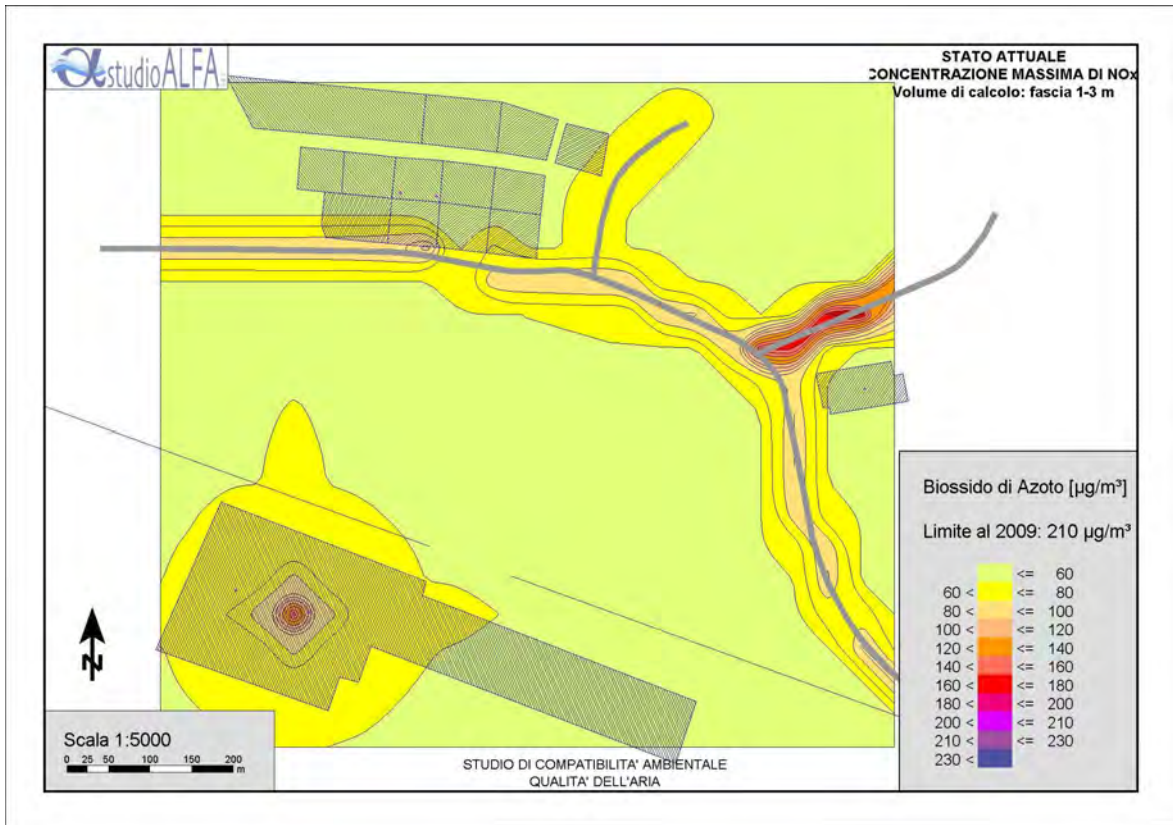 studioALFA
STATO ATTUALE
CONCENTRAZIONE MASSIMA DI NOx
Volume di calcolo: fascia 1-3 m
Biossido di Azoto [µg/m³]
Limite al 2009: 210 µg/m³
<= 60
60 < <= 80
80 < <= 100
100 < <= 120
120 < <= 140
140 < <= 160
160 < <= 180
180 < <= 200
200 < <= 210
210 < <= 230
230 <
N
Scala 1:5000
0 25 50 100 150 200
m
STUDIO DI COMPATIBILITA' AMBIENTALE
QUALITA' DELL'ARIA